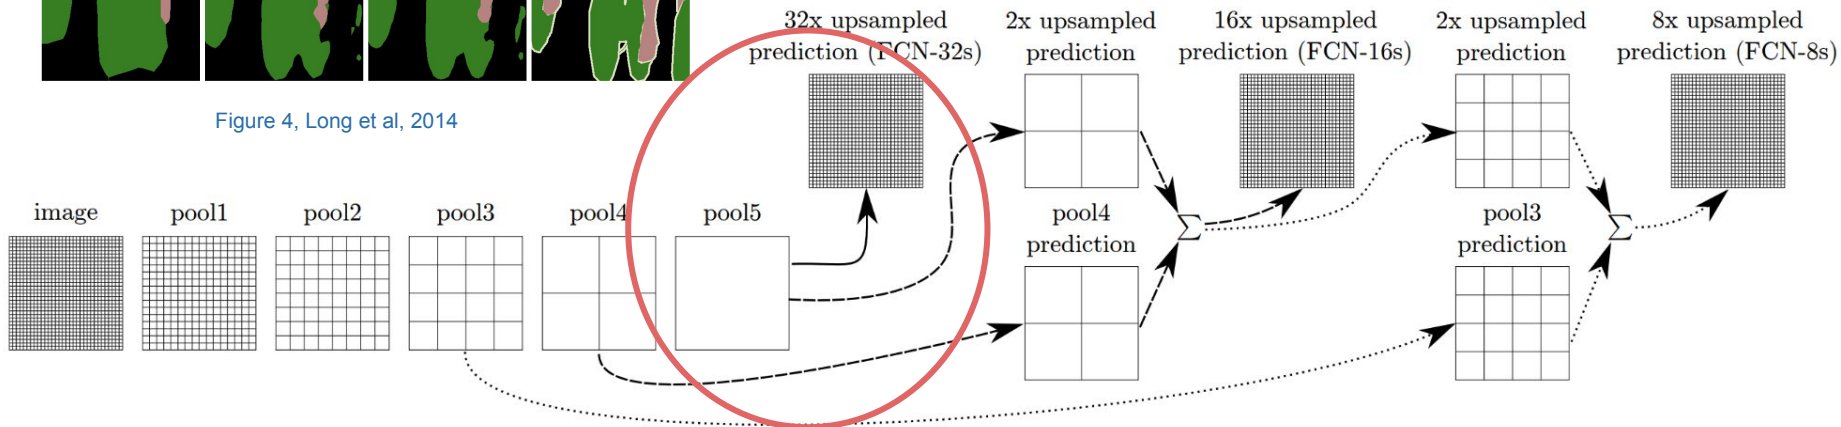 32x upsampled
prediction (FCN-32s)
2x upsampled
prediction
16x upsampled
prediction (FCN-16s)
2x upsampled
prediction
8x upsampled
prediction (FCN-8s)
Figure 4, Long et al, 2014
image
pool1
pool2
pool3
pool4
pool5
pool4
prediction
Σ
pool3
prediction
Σ